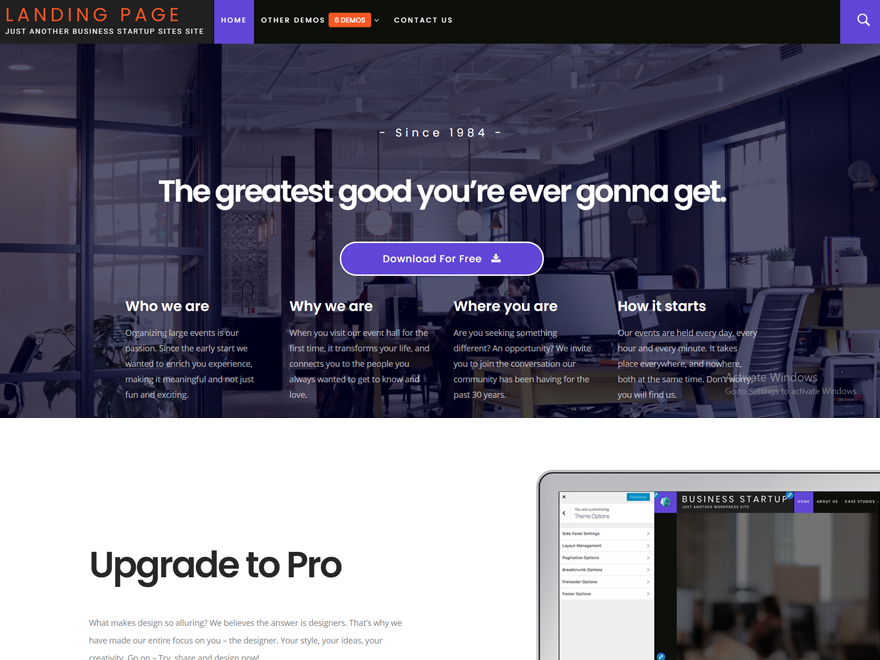 LANDING PAGE
JUST ANOTHER BUSINESS STARTUP SITES SITE
HOME
OTHER DEMOS 6 DEMOS
CONTACT US
- Since 1984 -
The greatest good you're ever gonna get.
Download For Free
Who we are
Organizing large events is our
passion. Since the early start we
wanted to enrich you experience,
making it meaningful and not just
fun and exciting.
Why we are
When you visit our event hall for the
first time, it transforms your life, and
connects you to the people you
always wanted to get to know and
love.
Where you are
Are you seeking something
different? An opportunity? We invite
you to join the conversation our
community has been having for the
past 30 years.
How it starts
Our events are held every day, every
hour and every minute. It takes
place everywhere, and nowhere,
both at the same time. Don't worry,
you will find us.
Activate Windows
Go to Settings to activate Windows.
Upgrade to Pro
What makes design so alluring? We believes the answer is designers. That's why we
have made our entire focus on you – the designer. Your style, your ideas, your
creativity. Go on – Try, share and design now!
Published
You are customizing
Theme Options
Side Panel Settings
Layout Management
Pagination Options
Breadcrumb Options
Preloader Options
Footer Options
BUSINESS STARTUP
JUST ANOTHER WORDPRESS SITE
HOME
ABOUT US
CASE STUDIES